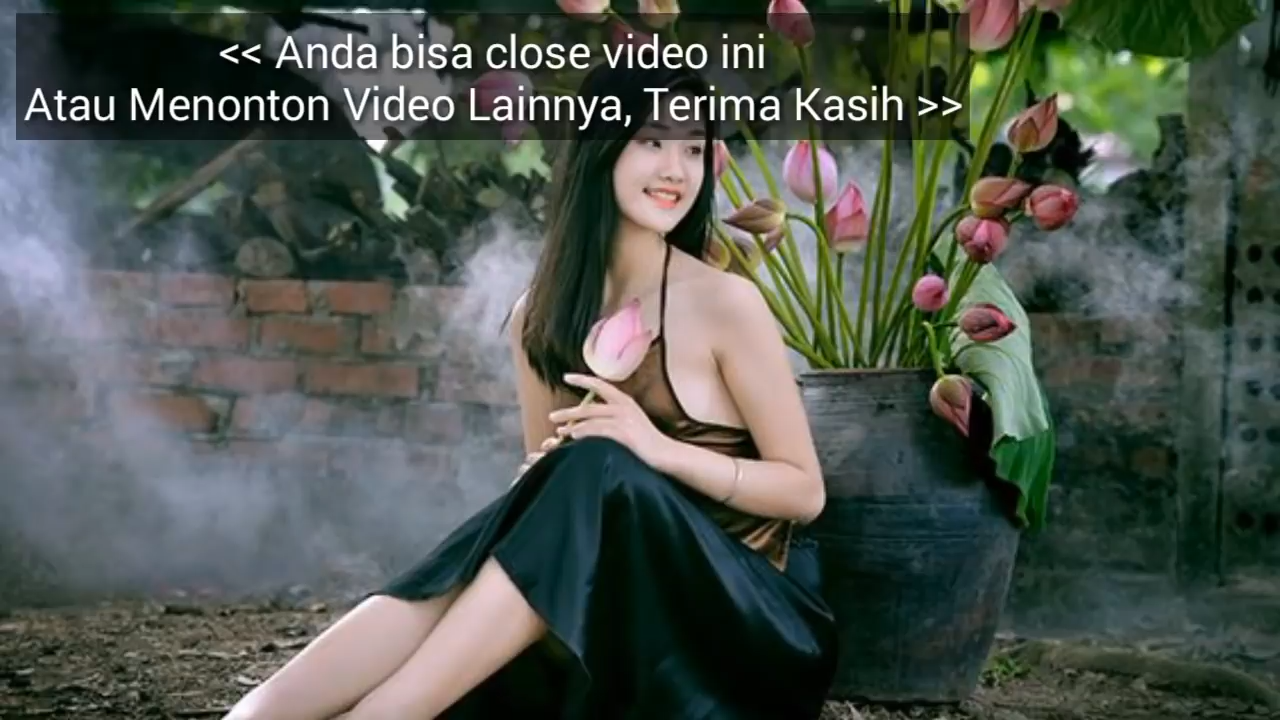 << Anda bisa close video ini
Atau Menonton Video Lainnya, Terima Kasih >>